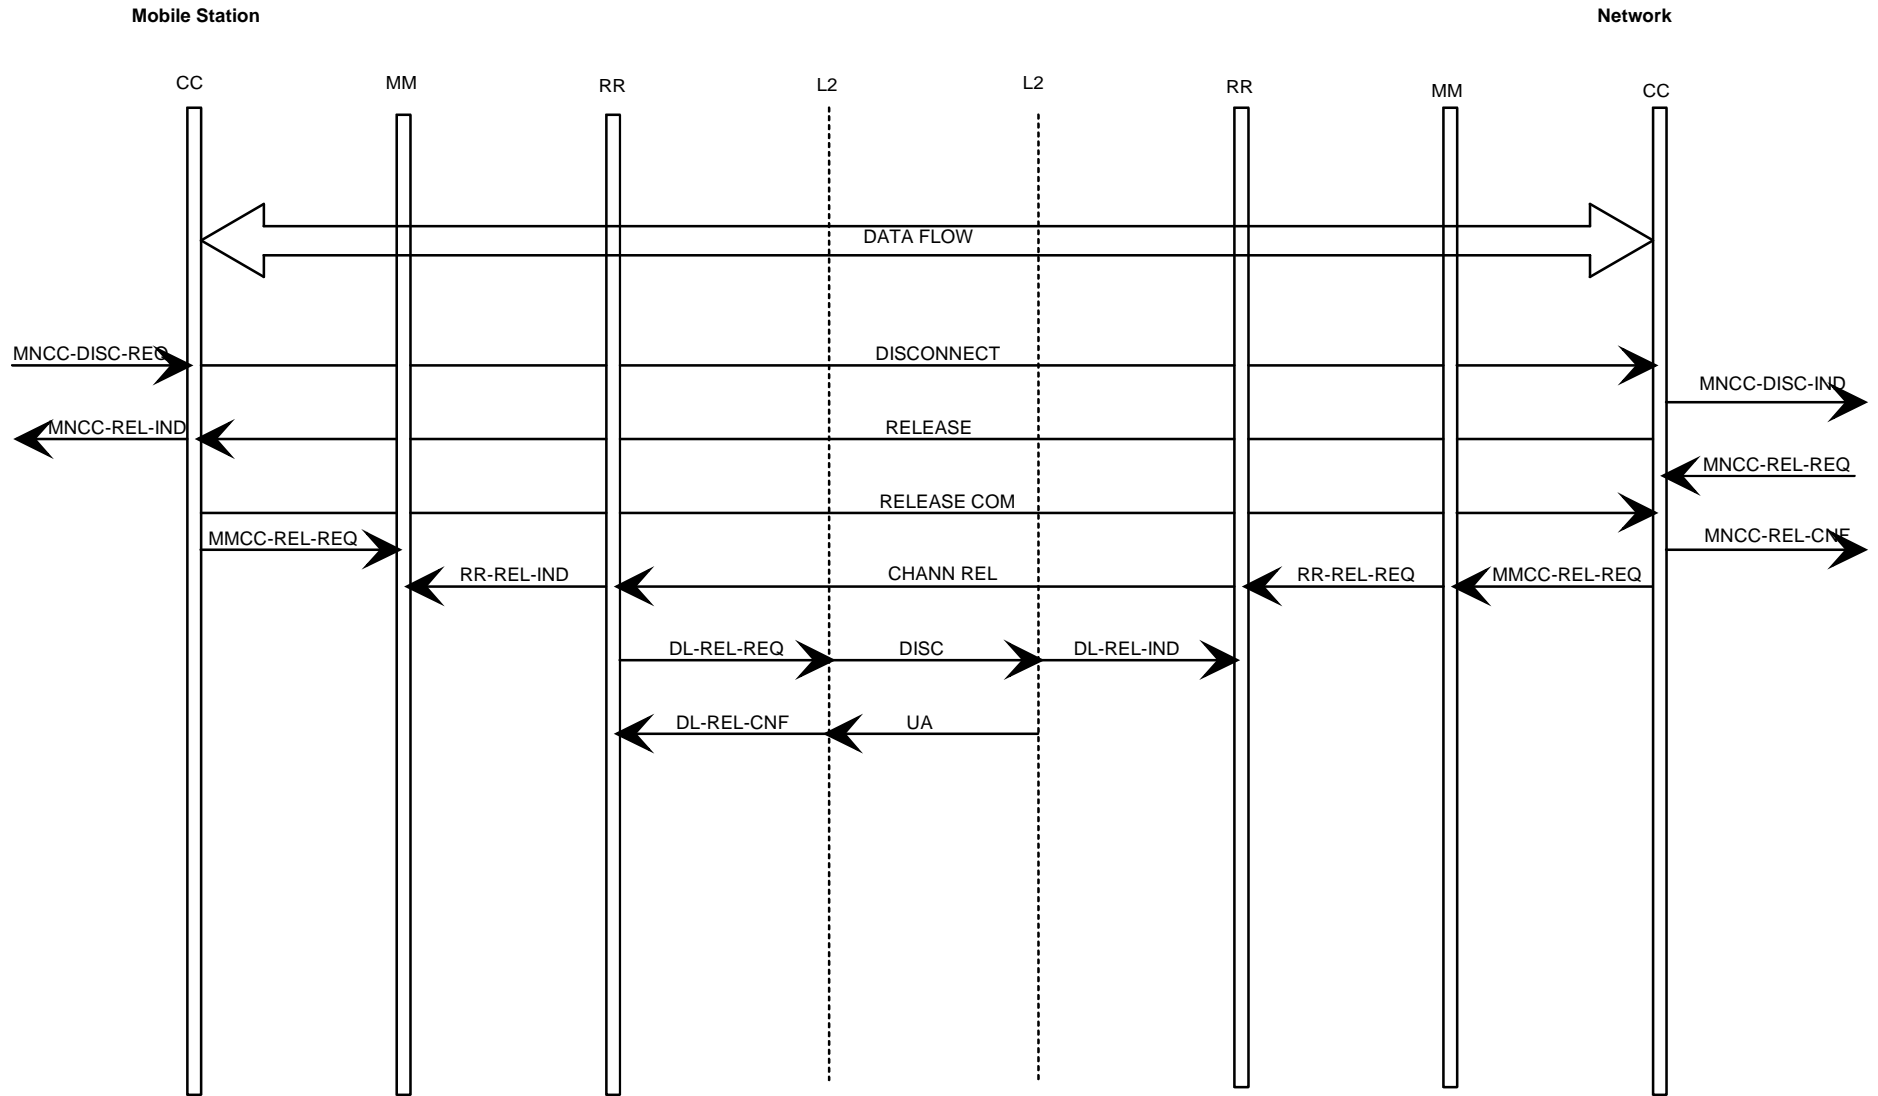 Mobile Station
Network
CC
MM
RR
L2
L2
RR
MM
CC
DATA FLOW
MNCC-DISC-REQ
DISCONNECT
MNCC-DISC-IND
MNCC-REL-IND
RELEASE
MNCC-REL-REQ
RELEASE COM
MMCC-REL-REQ
MNCC-REL-CNF
RR-REL-IND
CHANN REL
RR-REL-REQ
MMCC-REL-REQ
DL-REL-REQ
DISC
DL-REL-IND
DL-REL-CNF
UA